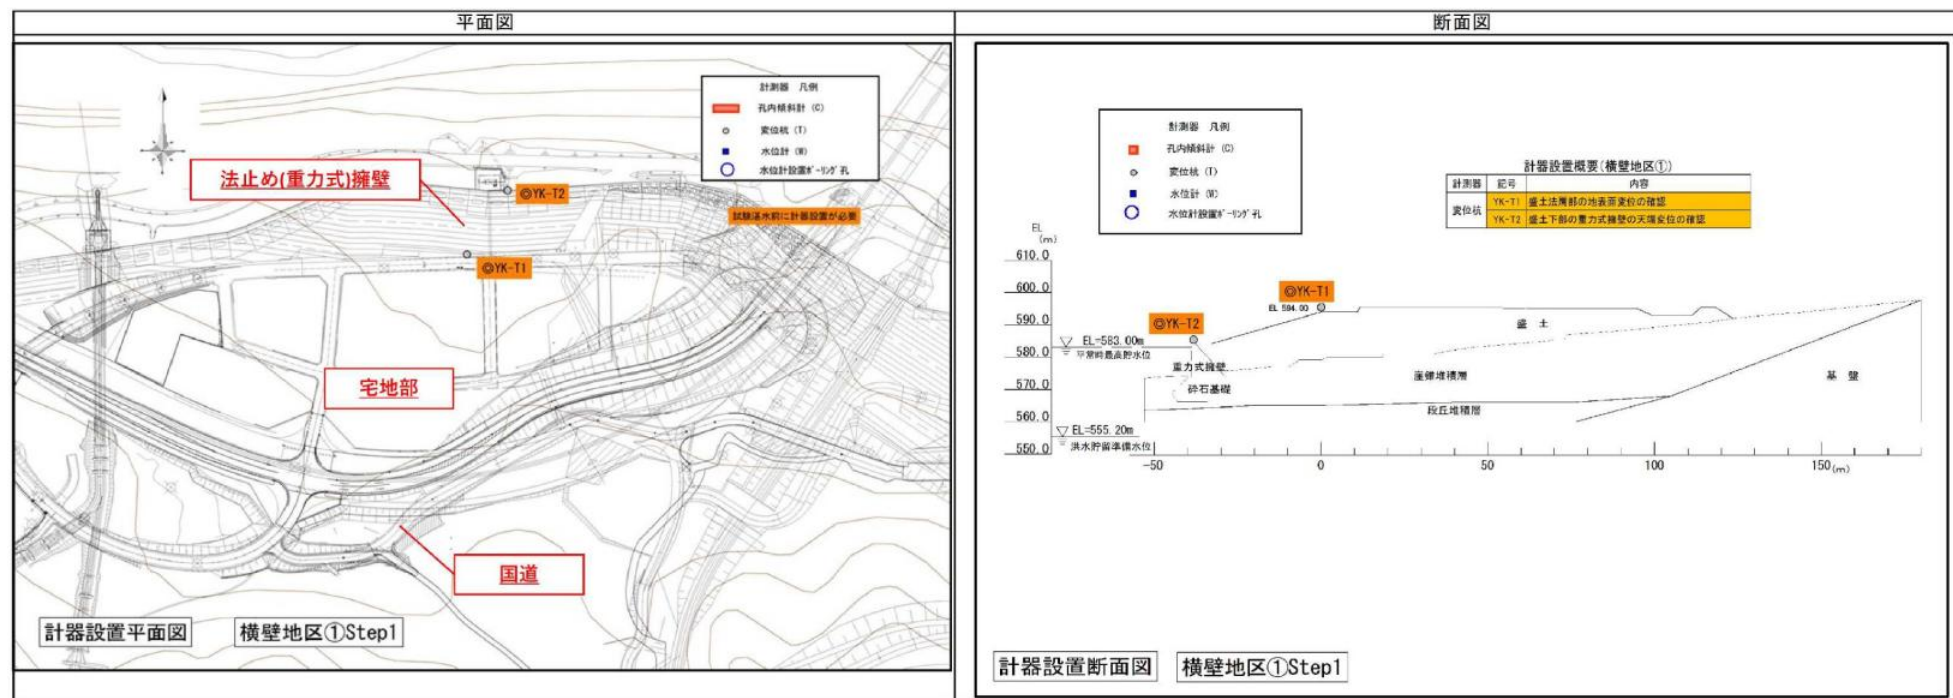 平面図
断面図
計測器 凡例
孔内傾斜計 (C)
変位杭 (T)
水位計 (W)
水位計設置ボーリング孔
法止め(重力式)擁壁
◎YK-T2
試験湛水前に計器設置が必要
◎YK-T1
宅地部
国道
計器設置平面図
横壁地区①Step1
計測器 凡例
孔内傾斜計 (C)
変位杭 (T)
水位計 (W)
水位計設置ボーリング孔
計器設置概要(横壁地区①)
計測器 記号 内容
変位杭
YK-T1 盛土法肩部の地表面変位の確認
YK-T2 盛土下部の重力式擁壁の天端変位の確認
EL
(m)
610.0
600.0
590.0
580.0
570.0
560.0
550.0
◎YK-T1
EL 594.00
◎YK-T2
EL=583.00m
平常時最高貯水位
盛 土
重力式擁壁
崖錐堆積層
基 盤
砕石基礎
段丘堆積層
EL=555.20m
洪水貯留準備水位
-50 0 50 100 150(m)
計器設置断面図
横壁地区①Step1